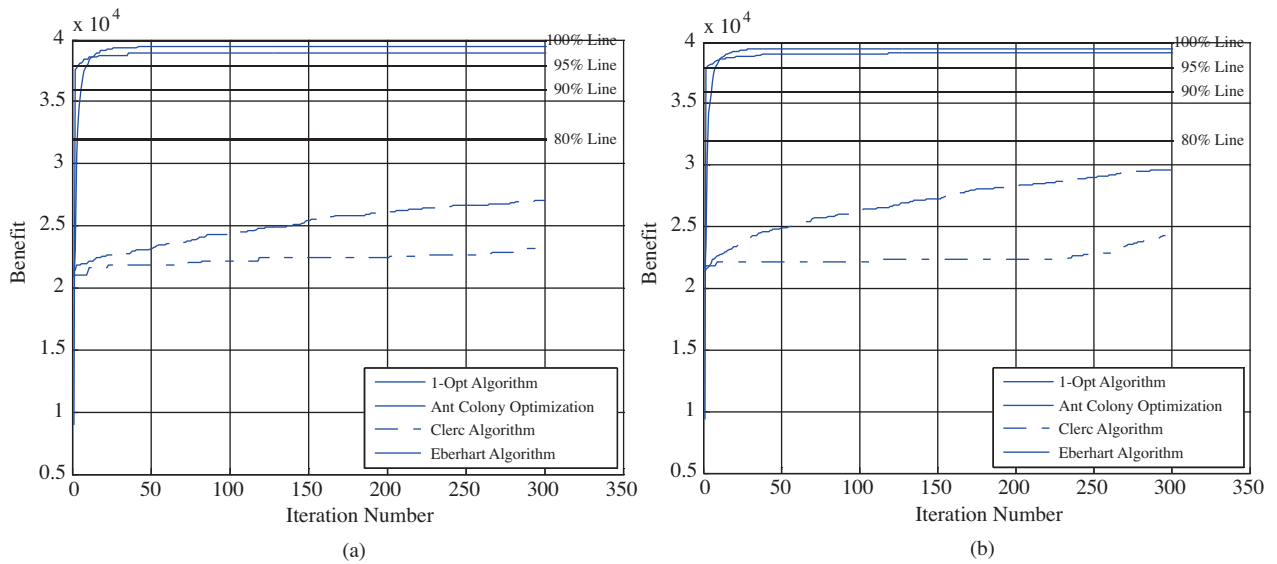 x 10^4
4
3.5
3
2.5
2
1.5
1
0.5
Benefit
100% Line
95% Line
90% Line
80% Line
1-Opt Algorithm
Ant Colony Optimization
Clerc Algorithm
Eberhart Algorithm
0 50 100 150 200 250 300 350
Iteration Number
(a)
x 10^4
4
3.5
3
2.5
2
1.5
1
0.5
Benefit
100% Line
95% Line
90% Line
80% Line
1-Opt Algorithm
Ant Colony Optimization
Clerc Algorithm
Eberhart Algorithm
0 50 100 150 200 250 300 350
Iteration Number
(b)